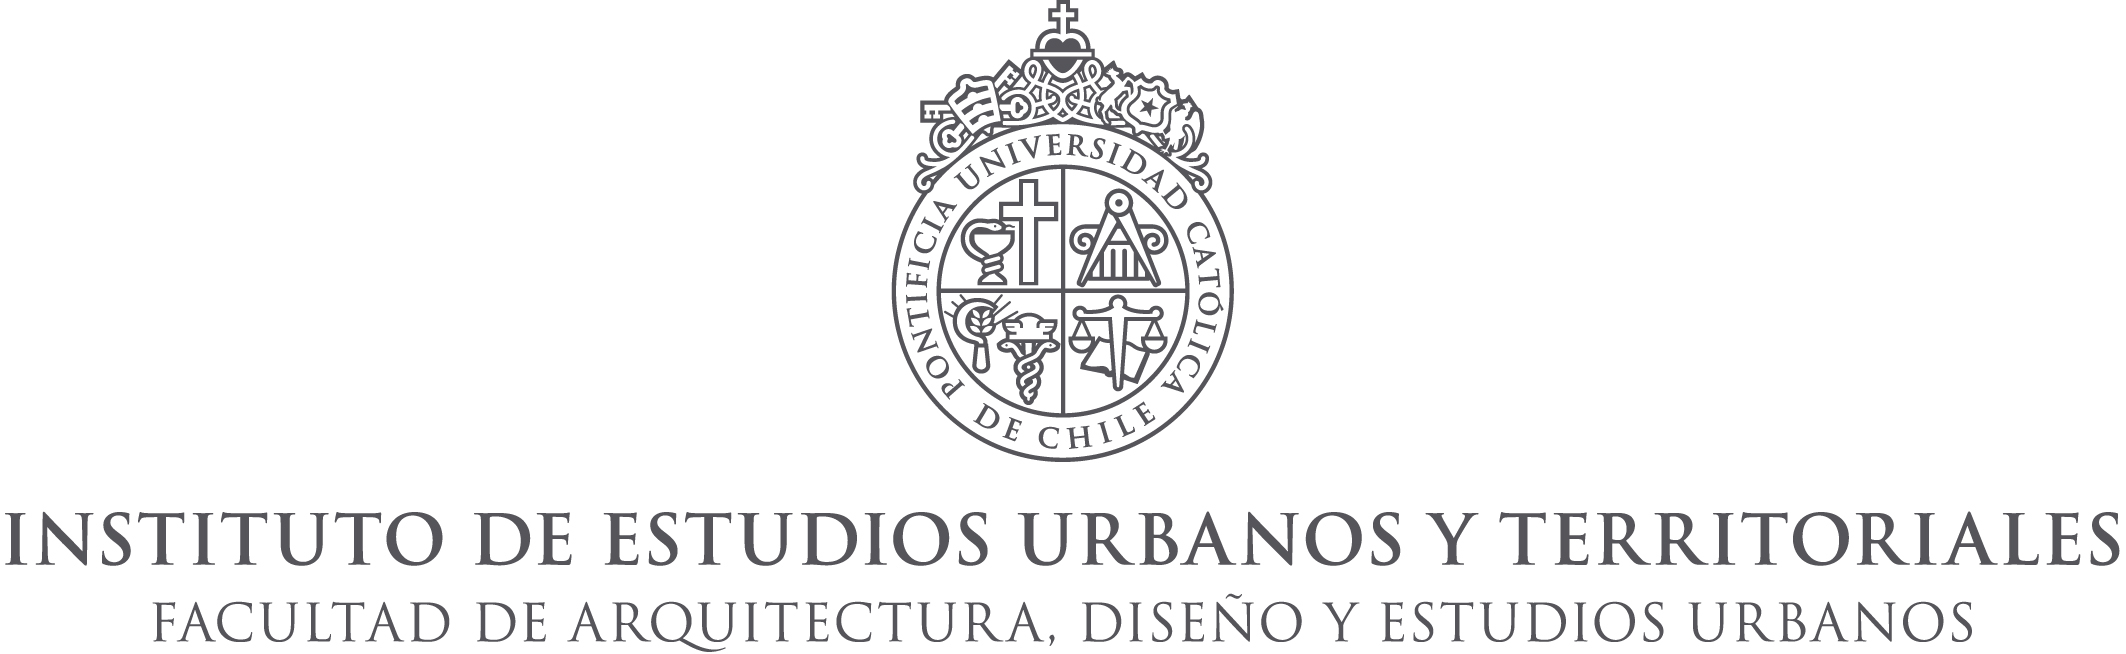 PONTIFICIA UNIVERSIDAD CATÓLICA DE CHILE
INSTITUTO DE ESTUDIOS URBANOS Y TERRITORIALES
FACULTAD DE ARQUITECTURA, DISEÑO Y ESTUDIOS URBANOS